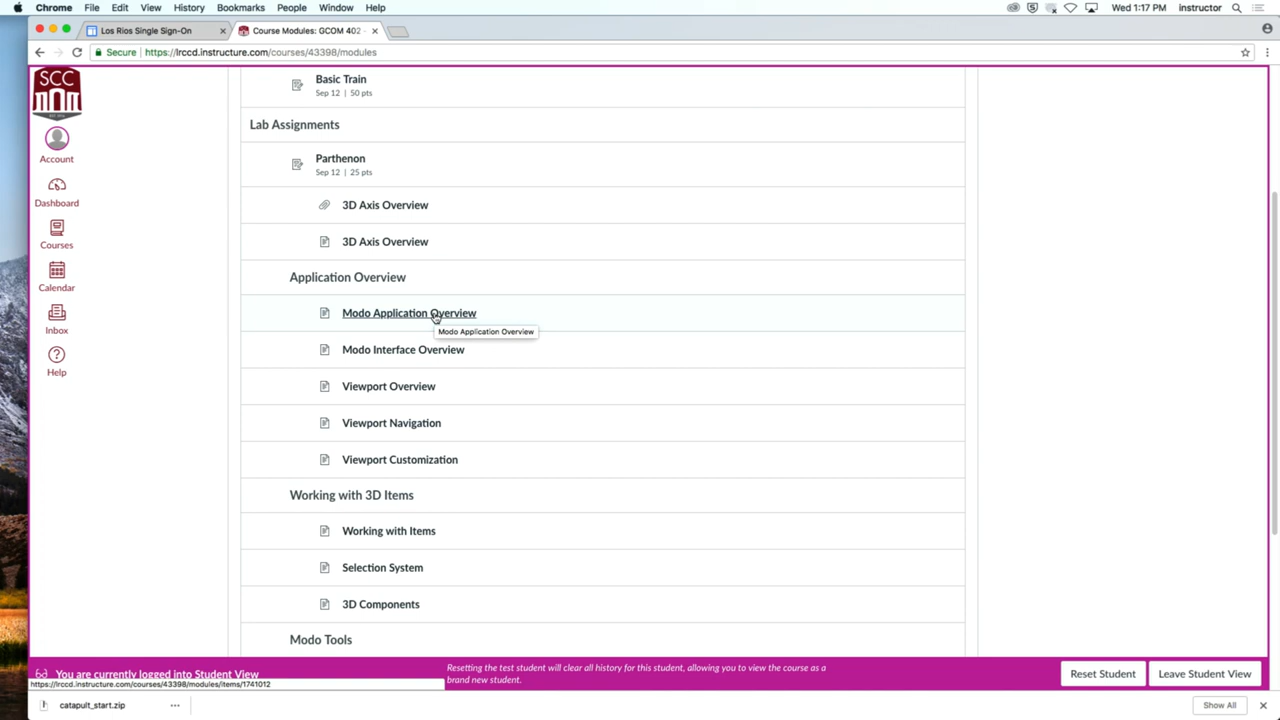 Chrome File Edit View History Bookmarks People Window Help Wed 1:17 PM instructor
Los Rios Single Sign-On Course Modules: GCOM 402 -
Secure https://lrccd.instructure.com/courses/43398/modules
SCC
Account
Dashboard
Courses
Calendar
Inbox
Help
Basic Train
Sep 12 | 50 pts
Lab Assignments
Parthenon
Sep 12 | 25 pts
3D Axis Overview
3D Axis Overview
Application Overview
Modo Application Overview
Modo Application Overview
Modo Interface Overview
Viewport Overview
Viewport Navigation
Viewport Customization
Working with 3D Items
Working with Items
Selection System
3D Components
Modo Tools
You are currently logged into Student View
Resetting the test student will clear all history for this student, allowing you to view the course as a
brand new student.
Reset Student Leave Student View
https://lrccd.instructure.com/courses/43398/modules/items/1741012
catapult_start.zip Show All